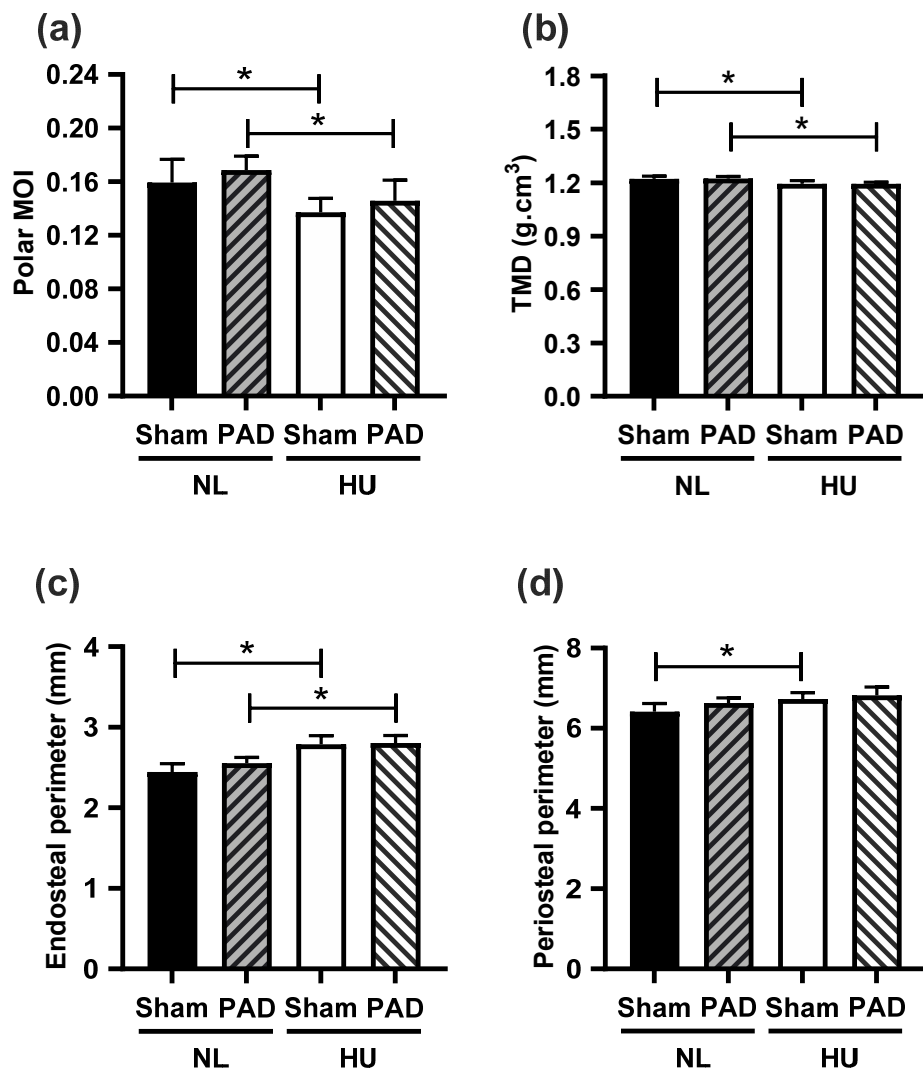 (a)
Polar MOI
0.24
*
0.20
*
0.16
0.12
0.08
0.04
0.00
Sham PAD Sham PAD
NL HU
(b)
TMD (g.cm³)
1.8
*
1.5
*
1.2
0.9
0.6
0.3
0.0
Sham PAD Sham PAD
NL HU
(c)
Endosteal perimeter (mm)
4
*
*
3
2
1
0
Sham PAD Sham PAD
NL HU
(d)
Periosteal perimeter (mm)
8
*
6
4
2
0
Sham PAD Sham PAD
NL HU